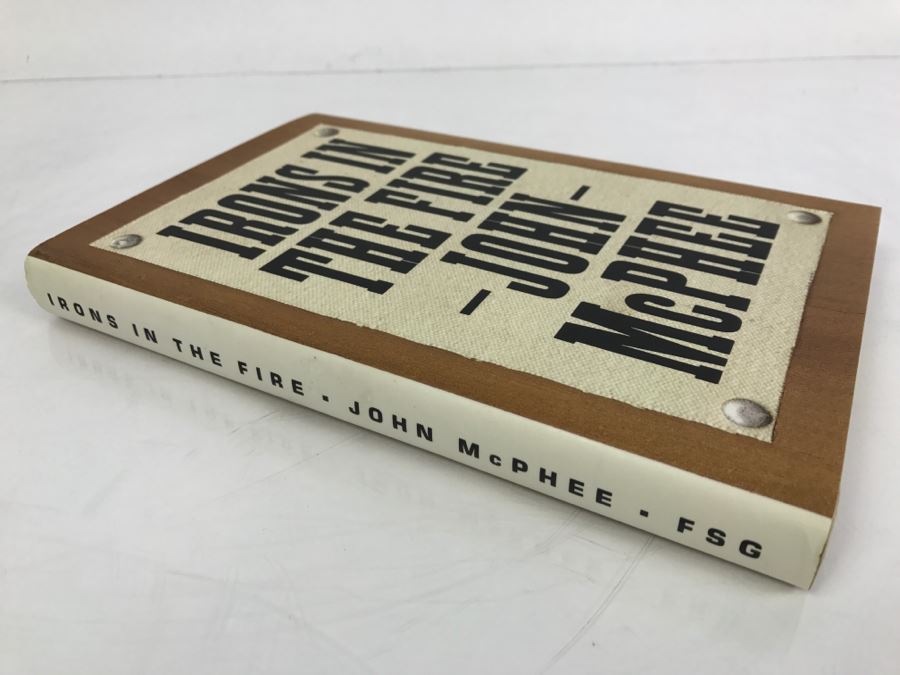 IRONS IN
THE FIRE
-JOHN-
McPHEE
IRONS IN THE FIRE . JOHN McPHEE . FSG